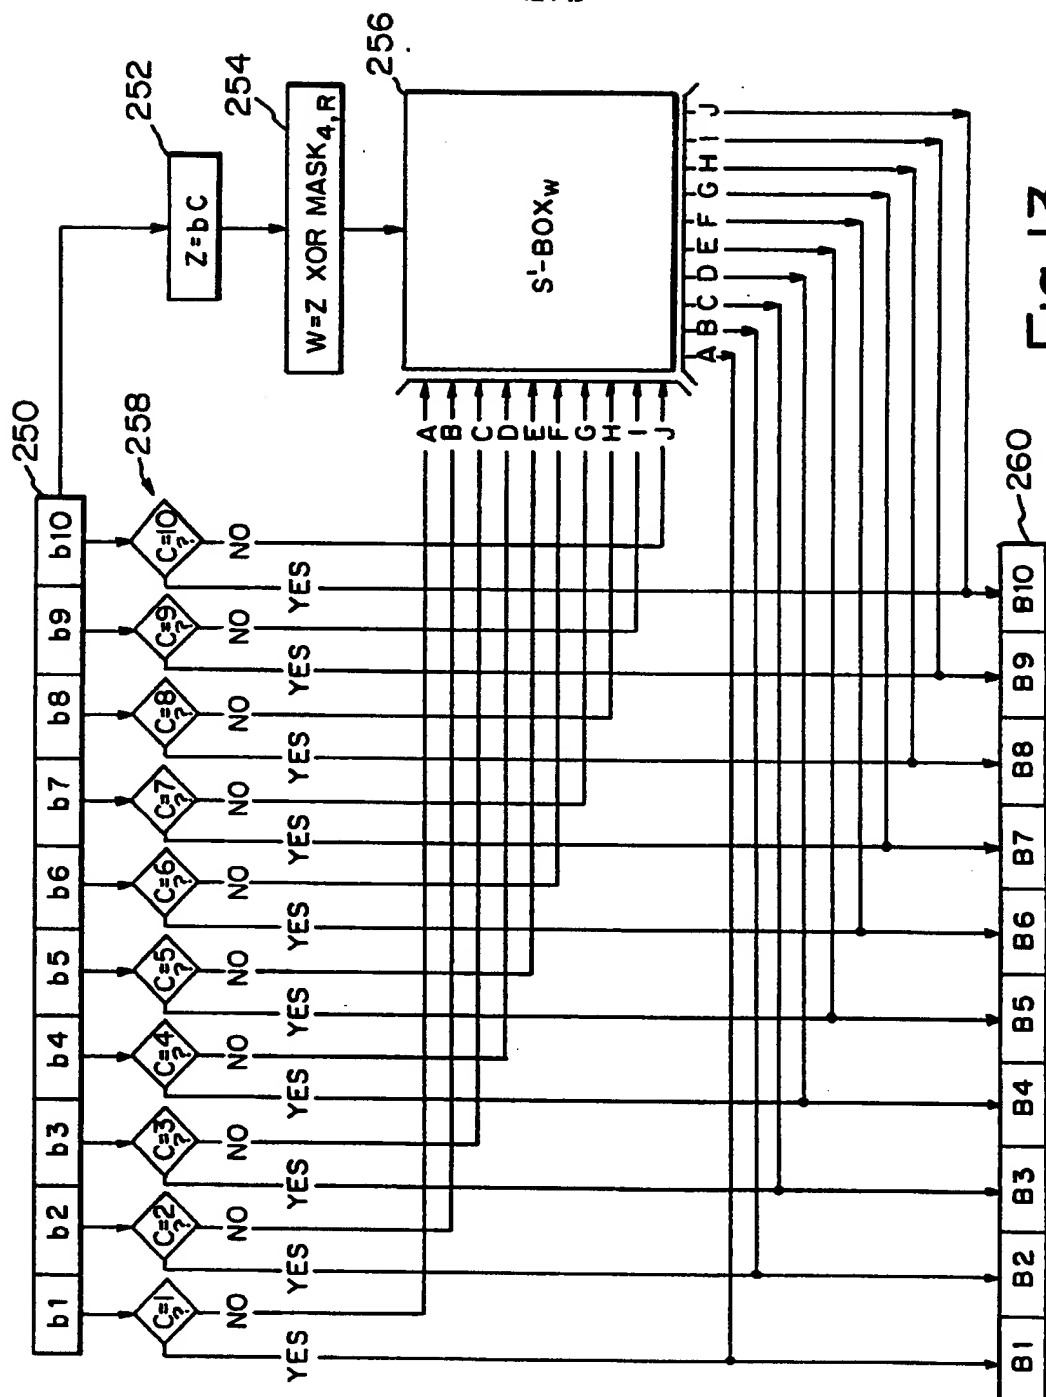 b1 b2 b3 b4 b5 b6 b7 b8 b9 b10
250
252
Z=bC
254
W=Z XOR MASK4,R
256
S'-BOXW
258
C=1 ? C=2 ? C=3 ? C=4 ? C=5 ? C=6 ? C=7 ? C=8 ? C=9 ? C=10 ?
NO NO NO NO NO NO NO NO NO NO
YES YES YES YES YES YES YES YES YES YES
A
B
C
D
E
F
G
H
I
J
A B C D E F G H I J
B1 B2 B3 B4 B5 B6 B7 B8 B9 B10
260